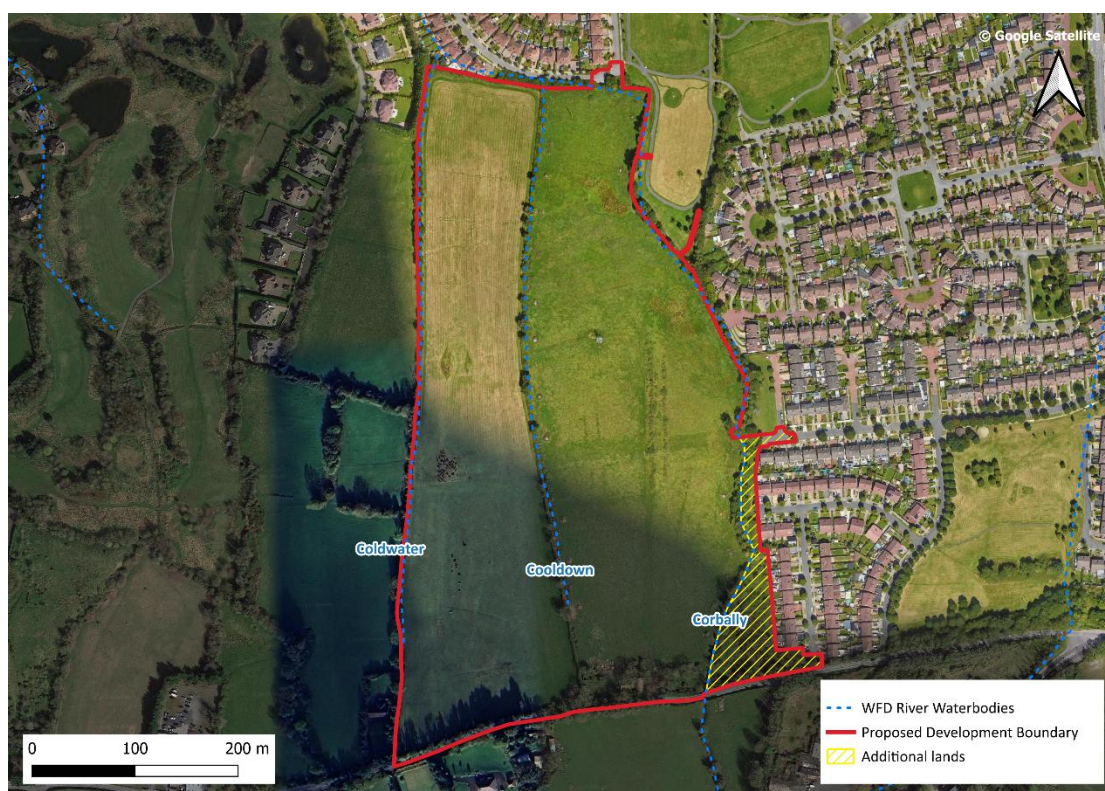 © Google Satellite
Coldwater
Cooldown
Corbally
0 100 200 m
WFD River Waterbodies
Proposed Development Boundary
Additional lands